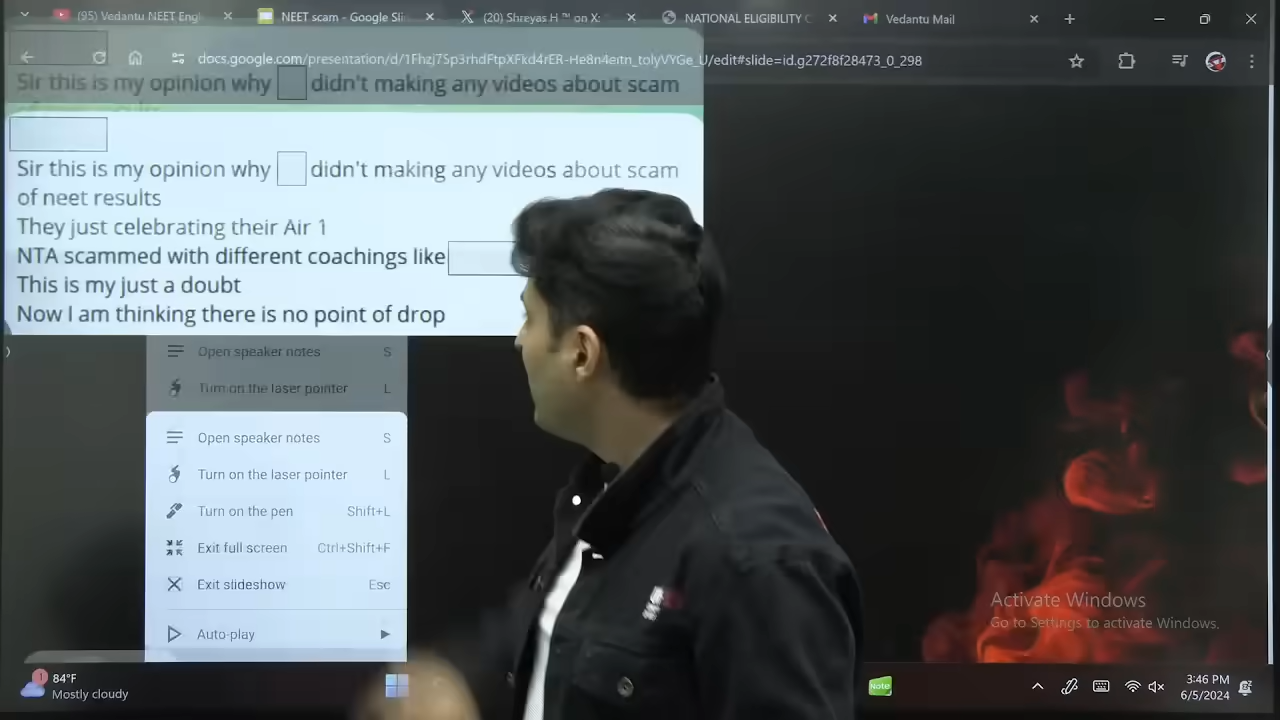 (95) Vedantu NEET Engl
NEET scam - Google Sli
(20) Shreyas H ™ on X:
NATIONAL ELIGIBILITY C
Vedantu Mail
docs.google.com/presentation/d/1Fhzj7Sp3rhdFtpXFkd4rER-He8n4eitn_tolyVYGe_U/edit#slide=id.g272f8f28473_0_298
Sir this is my opinion why didn't making any videos about scam
Sir this is my opinion why didn't making any videos about scam
of neet results
They just celebrating their Air 1
NTA scammed with different coachings like
This is my just a doubt
Now I am thinking there is no point of drop
Open speaker notes S
Turn on the laser pointer L
Open speaker notes S
Turn on the laser pointer L
Turn on the pen Shift+L
Exit full screen Ctrl+Shift+F
Exit slideshow Esc
Auto-play
Activate Windows
Go to Settings to activate Windows.
1
84°F
Mostly cloudy
Note
3:46 PM
6/5/2024